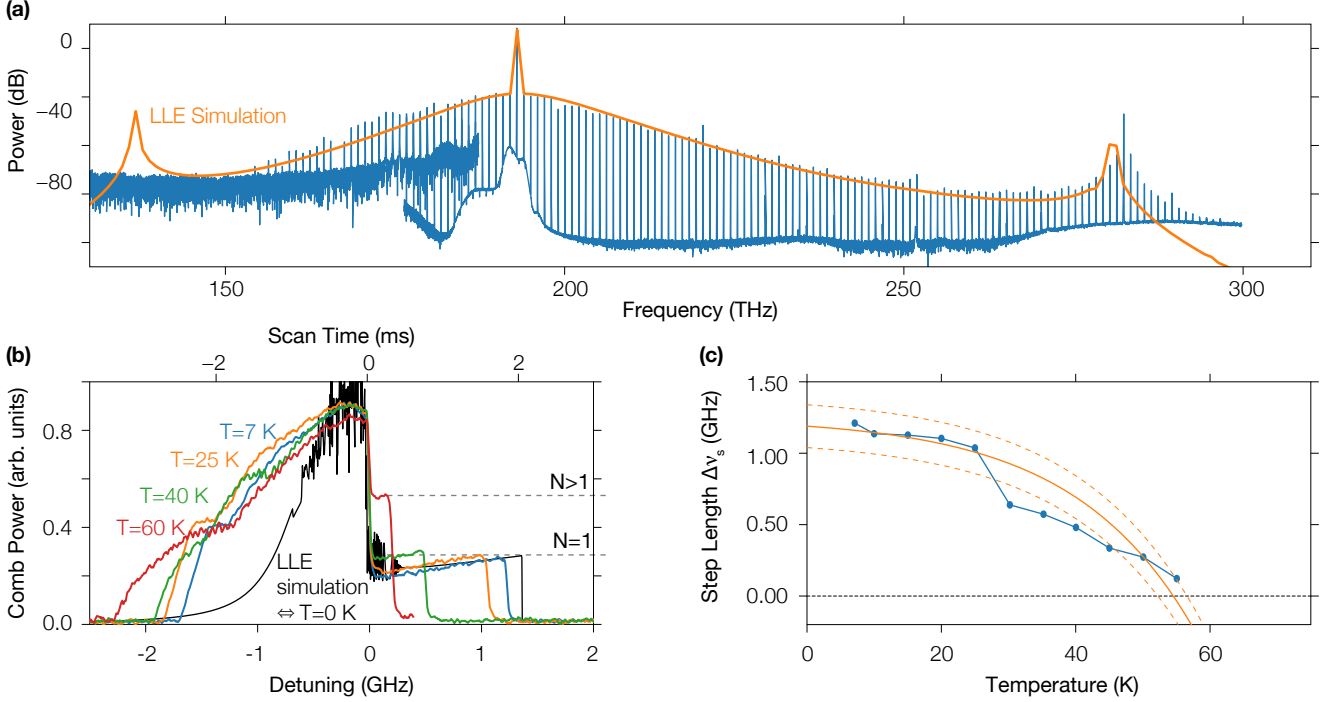 (a)
0
−40
−80
Power (dB)
LLE Simulation
150
200
250
300
Frequency (THz)
(b)
Scan Time (ms)
−2
0
2
Comb Power (arb. units)
0.8
0.4
0.0
T=7 K
T=25 K
T=40 K
T=60 K
N>1
N=1
LLE
simulation
⇔ T=0 K
-2
-1
0
1
2
Detuning (GHz)
(c)
1.50
1.00
0.50
0.00
Step Length Δνs (GHz)
0
20
40
60
Temperature (K)